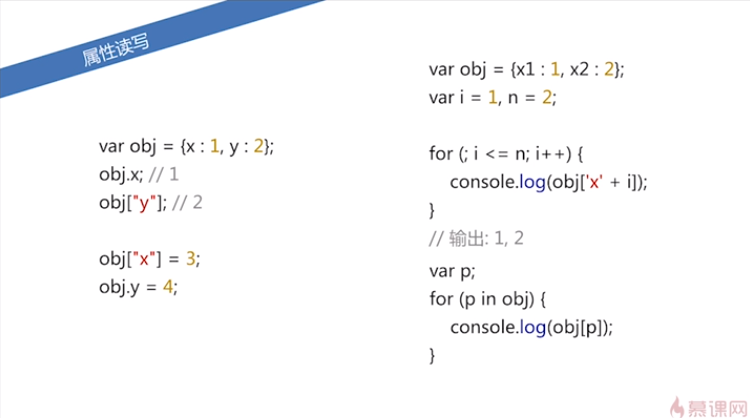 属性读写
var obj = {x : 1, y : 2};
obj.x; // 1
obj["y"]; // 2
obj["x"] = 3;
obj.y = 4;
var obj = {x1 : 1, x2 : 2};
var i = 1, n = 2;
for (; i <= n; i++) {
console.log(obj['x' + i]);
}
// 输出: 1, 2
var p;
for (p in obj) {
console.log(obj[p]);
}
慕课网